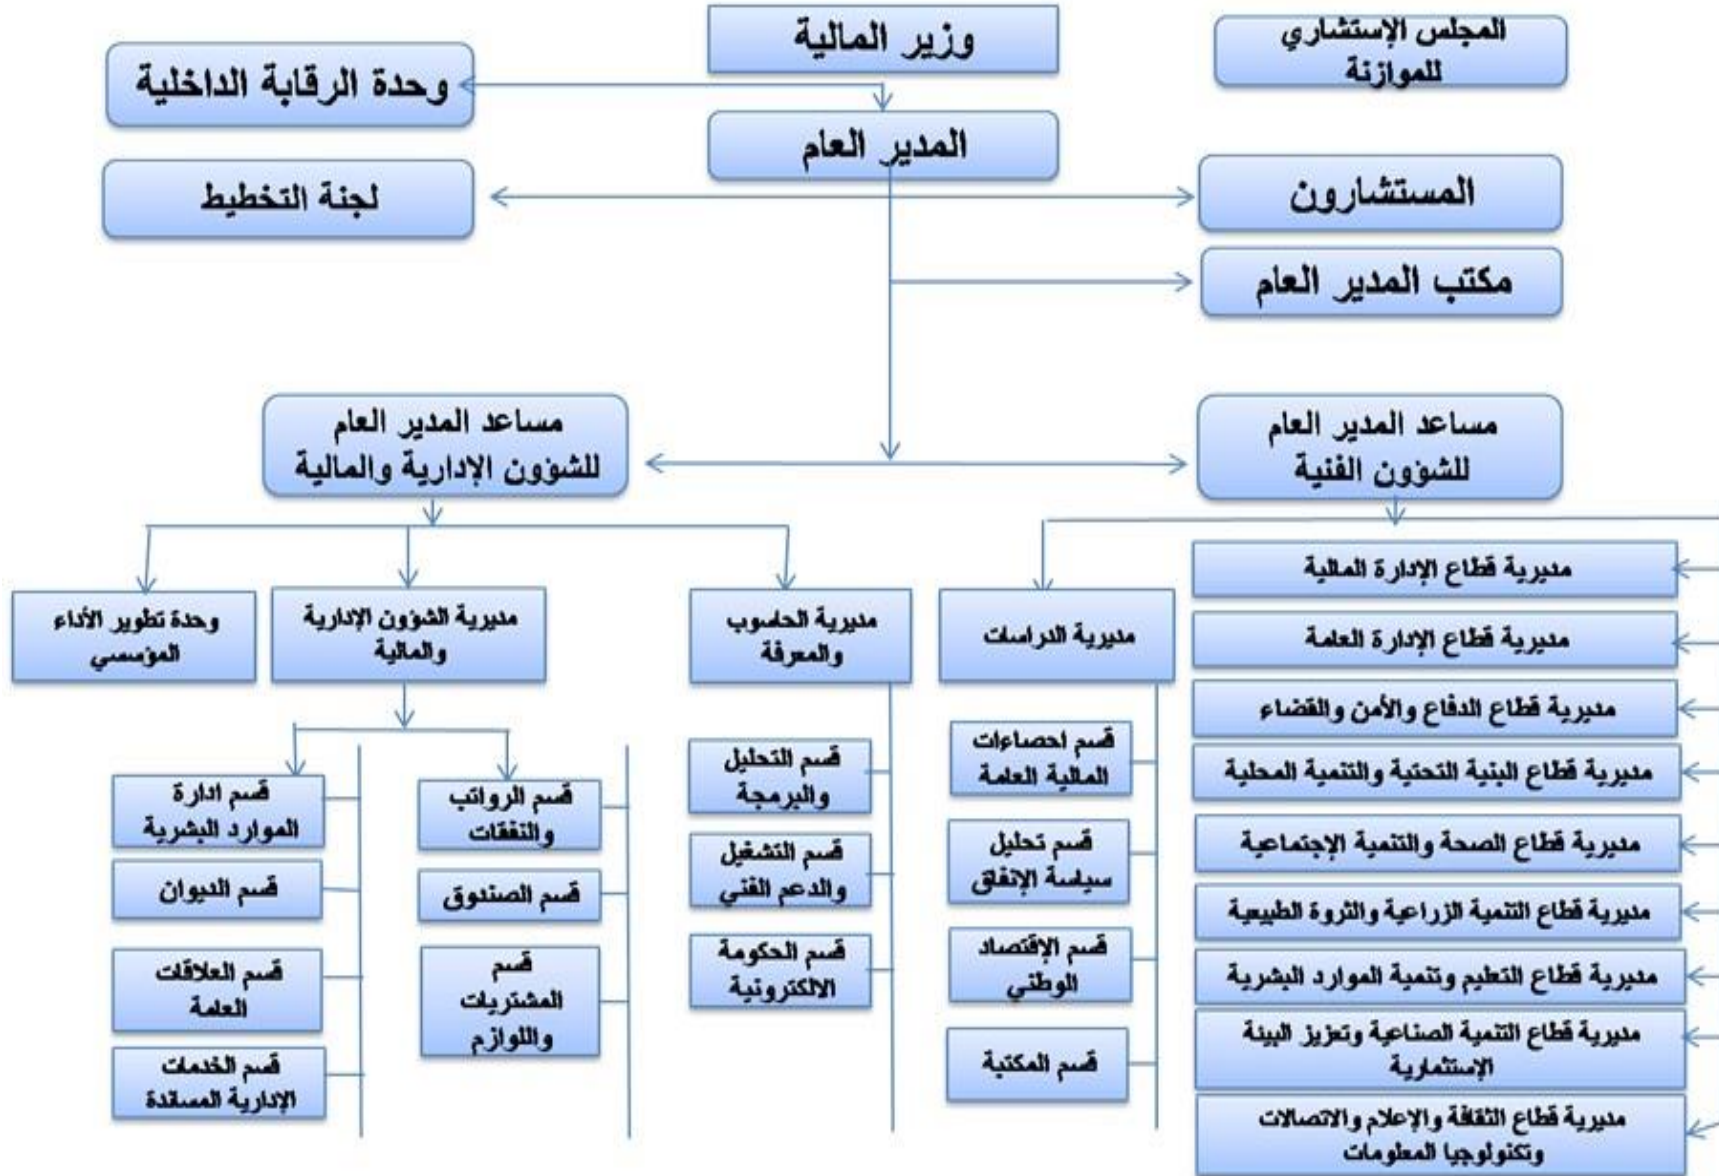 وزير المالية
المجلس الإستشاري
للموازنة
وحدة الرقابة الداخلية
المدير العام
المستشارون
لجنة التخطيط
مكتب المدير العام
مساعد المدير العام
للشؤون الفنية
مساعد المدير العام
للشؤون الإدارية والمالية
مديرية قطاع الإدارة المالية
مديرية قطاع الإدارة العامة
مديرية قطاع الدفاع والأمن والقضاء
مديرية قطاع البنية التحتية والتنمية المحلية
مديرية قطاع الصحة والتنمية الإجتماعية
مديرية قطاع التنمية الزراعية والثروة الطبيعية
مديرية قطاع التعليم وتنمية الموارد البشرية
مديرية قطاع التنمية الصناعية وتعزيز البيئة
الإستثمارية
مديرية قطاع الثقافة والإعلام والاتصالات
وتكنولوجيا المعلومات
مديرية الدراسات
قسم احصاءات
المالية العامة
قسم تحليل
سياسة الإنفاق
قسم الإقتصاد
الوطني
قسم المكتبة
مديرية الحاسوب
والمعرفة
قسم التحليل
والبرمجة
قسم التشغيل
والدعم الفني
قسم الحكومة
الالكترونية
مديرية الشؤون الإدارية
والمالية
قسم الرواتب
والنفقات
قسم الصندوق
قسم
المشتريات
واللوازم
قسم ادارة
الموارد البشرية
قسم الديوان
قسم العلاقات
العامة
قسم الخدمات
الإدارية المساندة
وحدة تطوير الأداء
المؤسسي